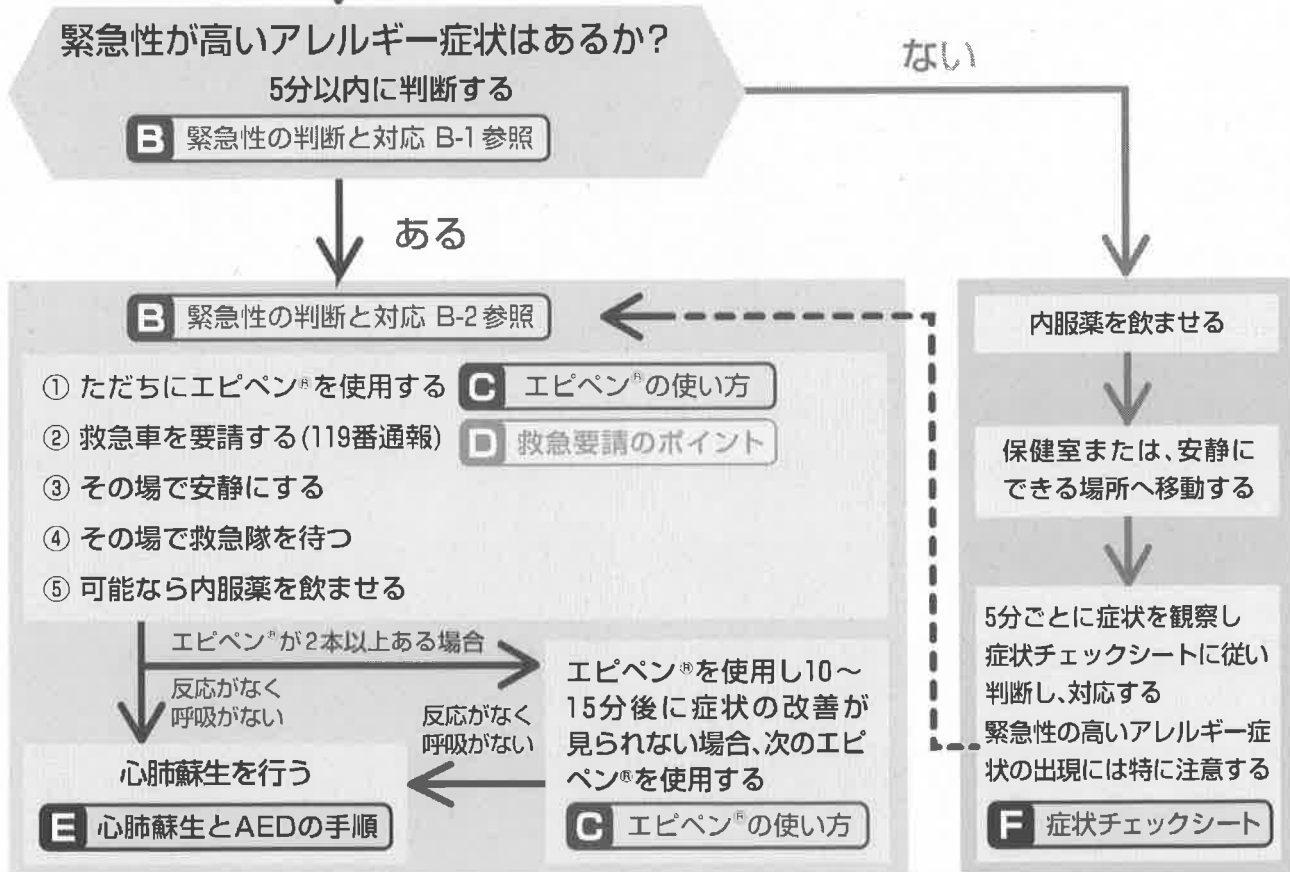 緊急性が高いアレルギー症状はあるか?
5分以内に判断する
B 緊急性の判断と対応 B-1参照
ない
ある
B 緊急性の判断と対応 B-2参照
① ただちにエピペン®を使用する C エピペン®の使い方
② 救急車を要請する(119番通報) D 救急要請のポイント
③ その場で安静にする
④ その場で救急隊を待つ
⑤ 可能なら内服薬を飲ませる
エピペン®が2本以上ある場合
反応がなく
呼吸がない
心肺蘇生を行う
E 心肺蘇生とAEDの手順
反応がなく
呼吸がない
エピペン®を使用し10〜
15分後に症状の改善が
見られない場合、次のエピ
ペン®を使用する
C エピペン®の使い方
内服薬を飲ませる
保健室または、安静に
できる場所へ移動する
5分ごとに症状を観察し
症状チェックシートに従い
判断し、対応する
緊急性の高いアレルギー症
状の出現には特に注意する
F 症状チェックシート